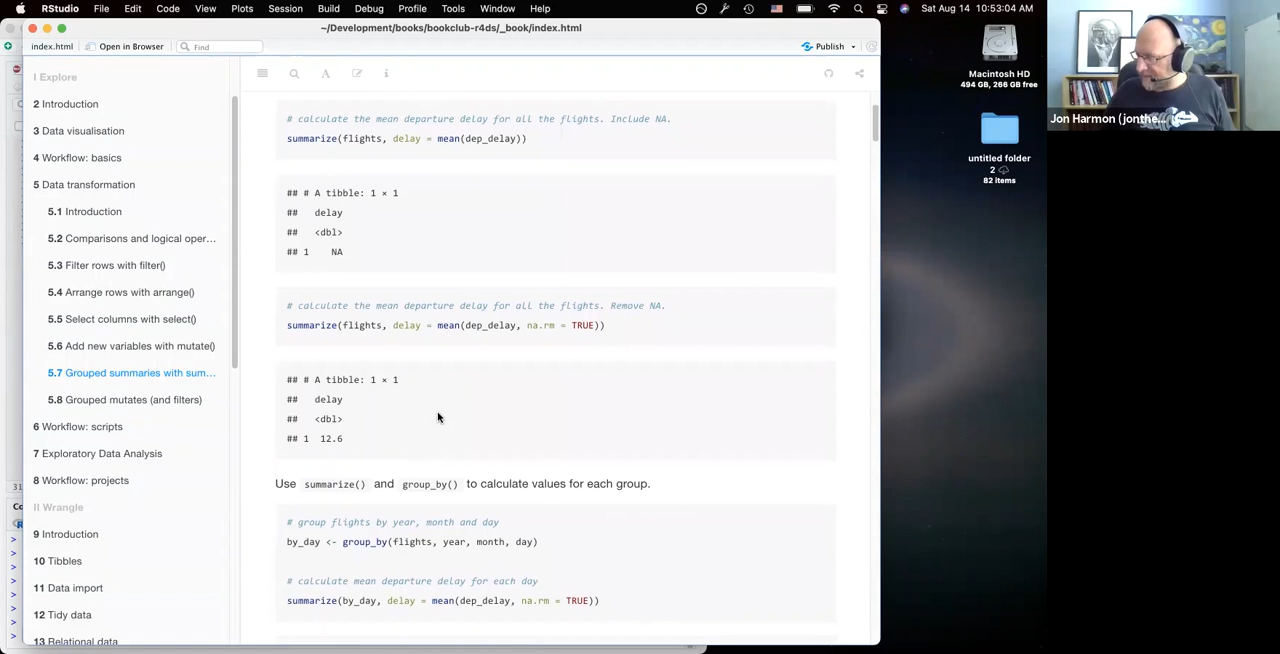 RStudio File Edit Code View Plots Session Build Debug Profile Tools Window Help Sat Aug 14 10:53:04 AM
~/Development/books/bookclub-r4ds/_book/index.html
index.html Open in Browser Find Publish
I Explore
2 Introduction
3 Data visualisation
4 Workflow: basics
5 Data transformation
5.1 Introduction
5.2 Comparisons and logical oper…
5.3 Filter rows with filter()
5.4 Arrange rows with arrange()
5.5 Select columns with select()
5.6 Add new variables with mutate()
5.7 Grouped summaries with sum…
5.8 Grouped mutates (and filters)
6 Workflow: scripts
7 Exploratory Data Analysis
8 Workflow: projects
II Wrangle
9 Introduction
10 Tibbles
11 Data import
12 Tidy data
13 Relational data
# calculate the mean departure delay for all the flights. Include NA.
summarize(flights, delay = mean(dep_delay))
## # A tibble: 1 × 1
## delay
## <dbl>
## 1 NA
# calculate the mean departure delay for all the flights. Remove NA.
summarize(flights, delay = mean(dep_delay, na.rm = TRUE))
## # A tibble: 1 × 1
## delay
## <dbl>
## 1 12.6
Use summarize() and group_by() to calculate values for each group.
# group flights by year, month and day
by_day <- group_by(flights, year, month, day)
# calculate mean departure delay for each day
summarize(by_day, delay = mean(dep_delay, na.rm = TRUE))
Macintosh HD
494 GB, 266 GB free
untitled folder
2
82 items
Jon Harmon (jonthe...